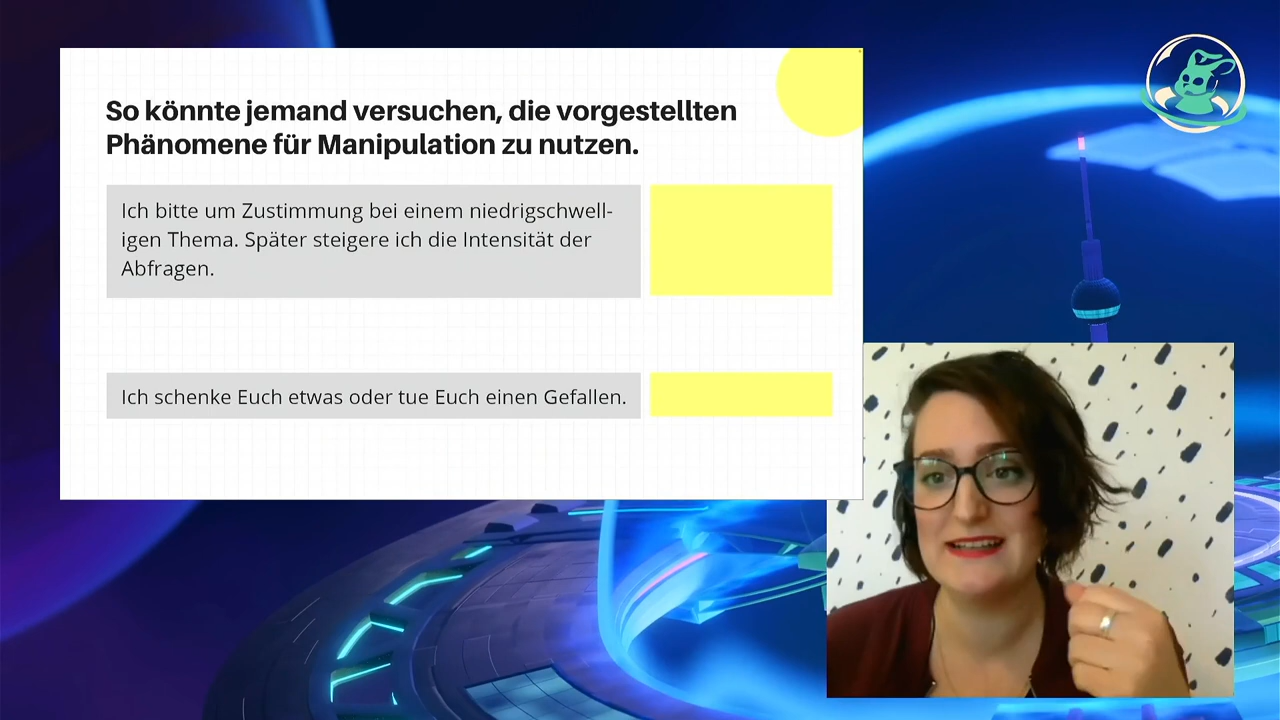 So könnte jemand versuchen, die vorgestellten
Phänomene für Manipulation zu nutzen.
Ich bitte um Zustimmung bei einem niedrigschwell-
igen Thema. Später steigere ich die Intensität der
Abfragen.
Ich schenke Euch etwas oder tue Euch einen Gefallen.